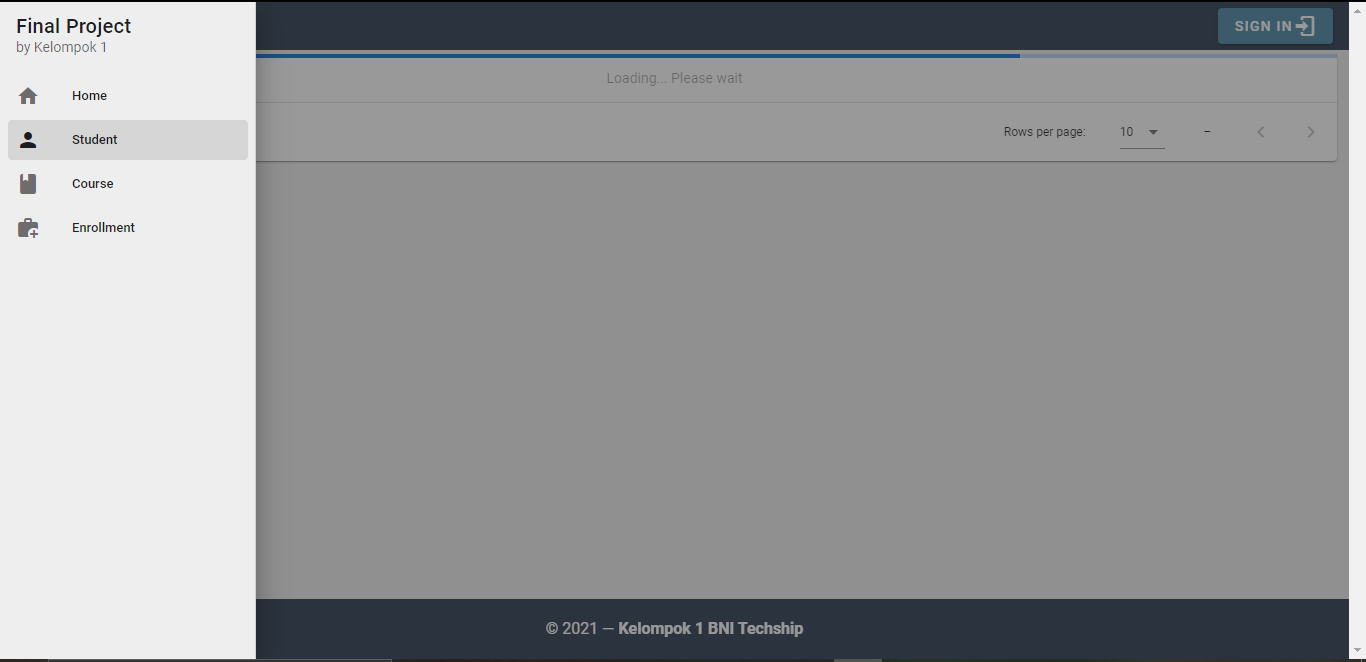 Final Project
by Kelompok 1
Home
Student
Course
Enrollment
SIGN IN
Loading... Please wait
Rows per page: 10 –
© 2021 — Kelompok 1 BNI Techship